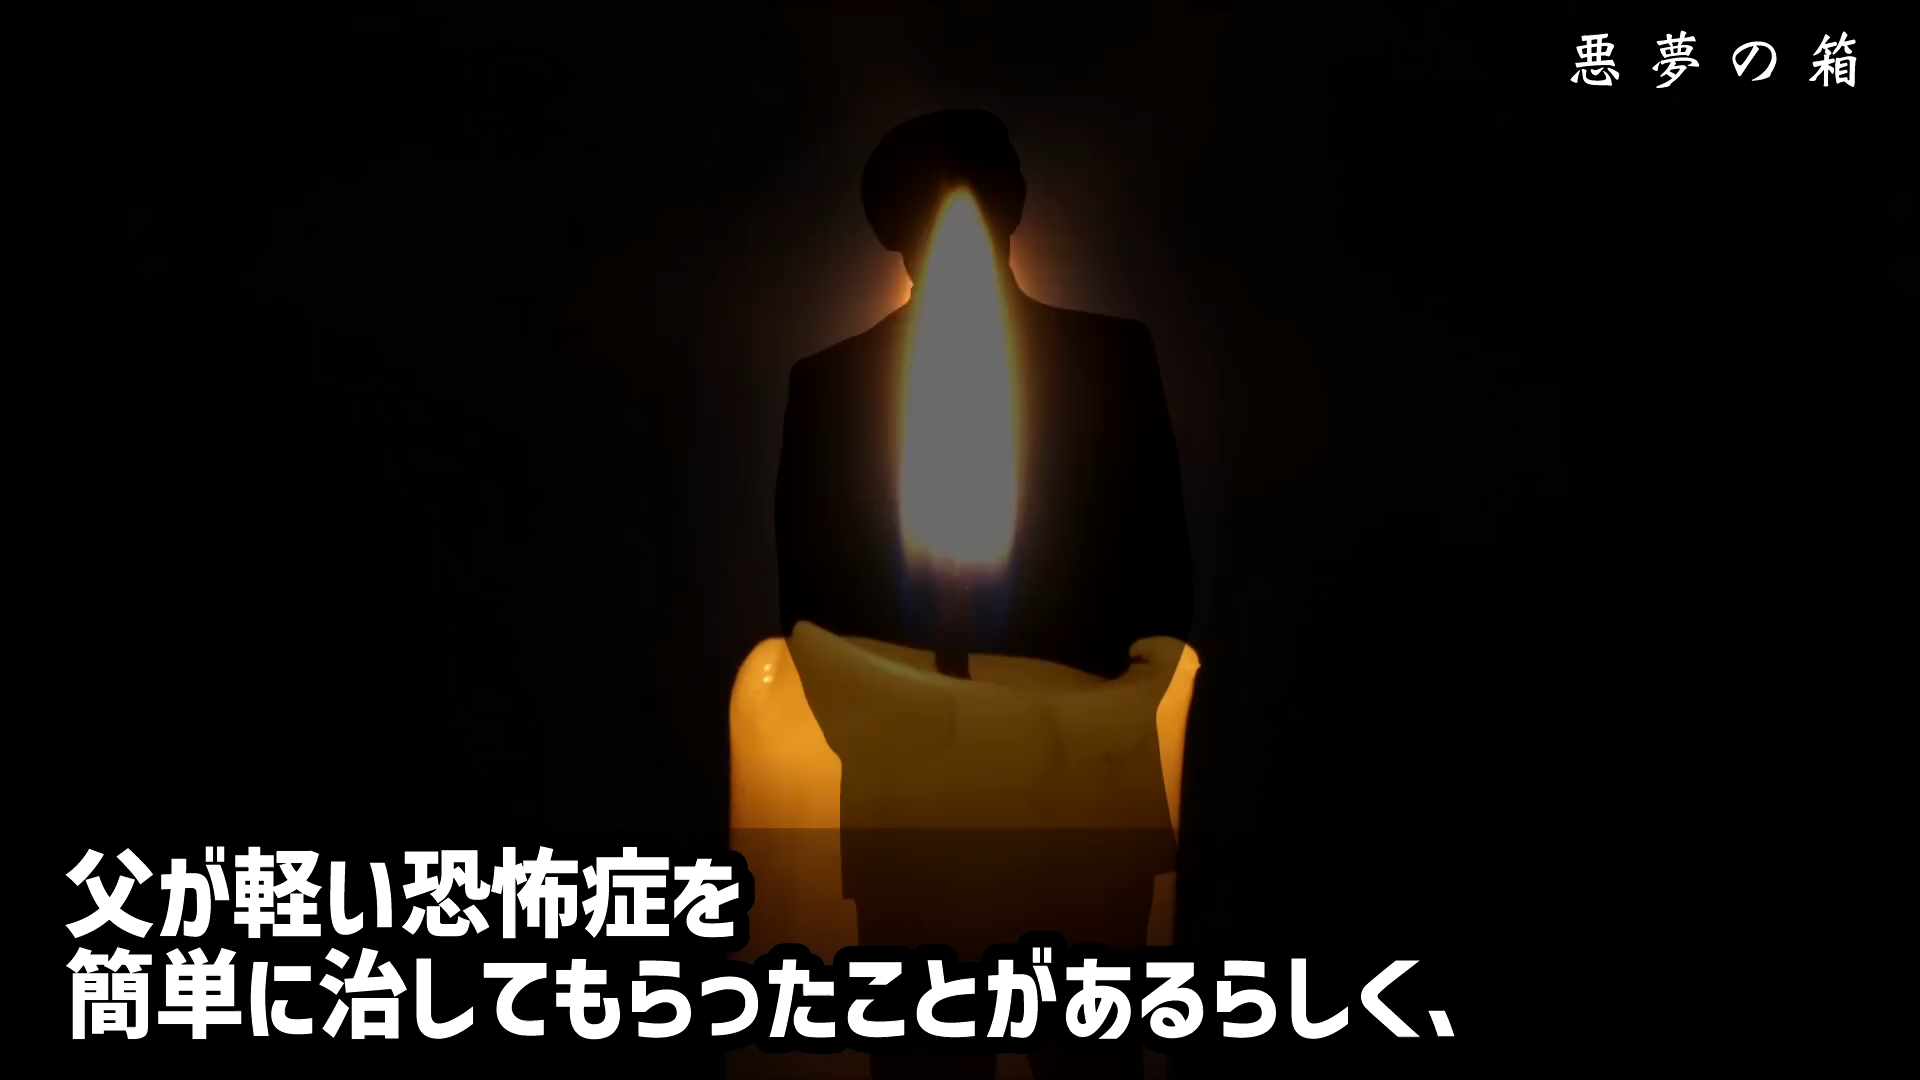 悪夢の箱
父が軽い恐怖症を
簡単に治してもらったことがあるらしく、